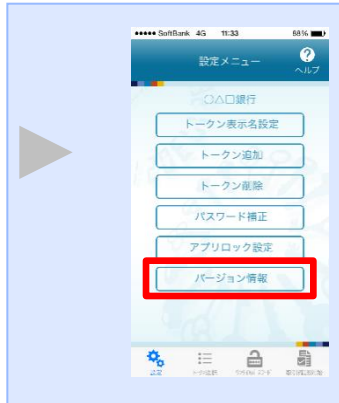 SoftBank 4G 11:33 68%
設定メニュー
ヘルプ
○△□銀行
トークン表示名設定
トークン追加
トークン削除
パスワード補正
アプリロック設定
バージョン情報
設定